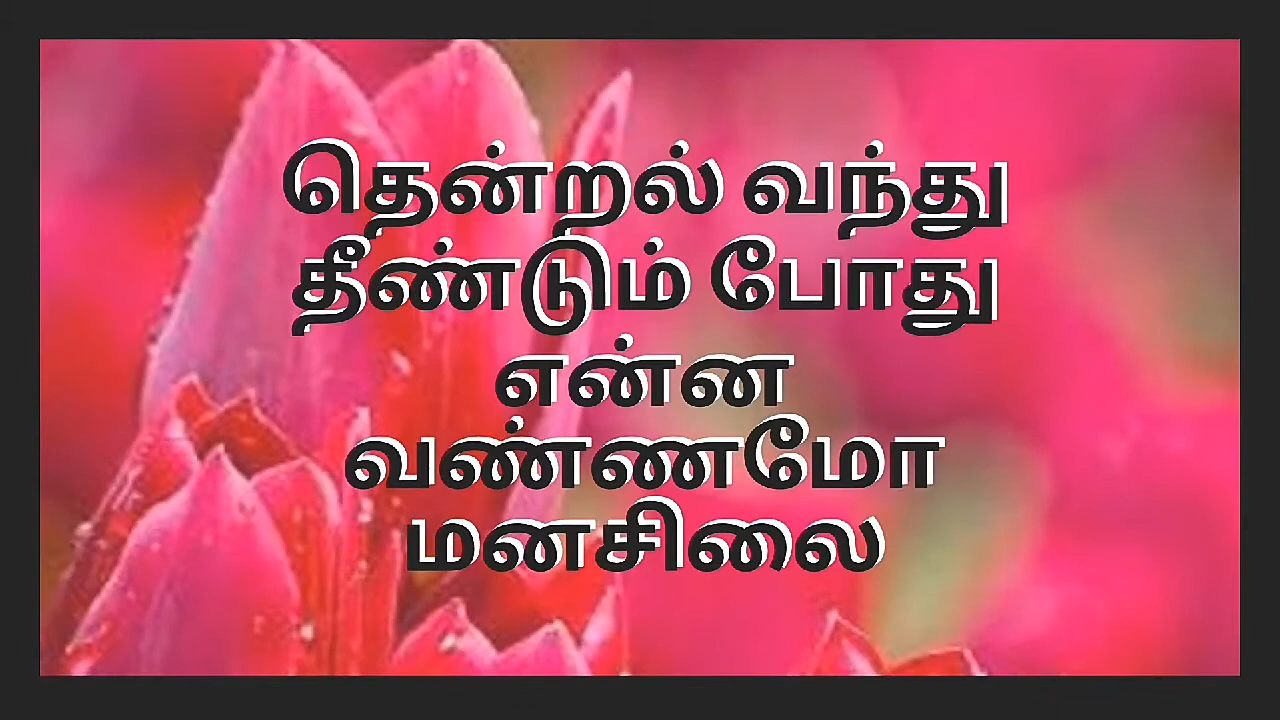 தென்றல் வந்து
தீண்டும் போது
என்ன
வண்ணமோ
மனசிலை